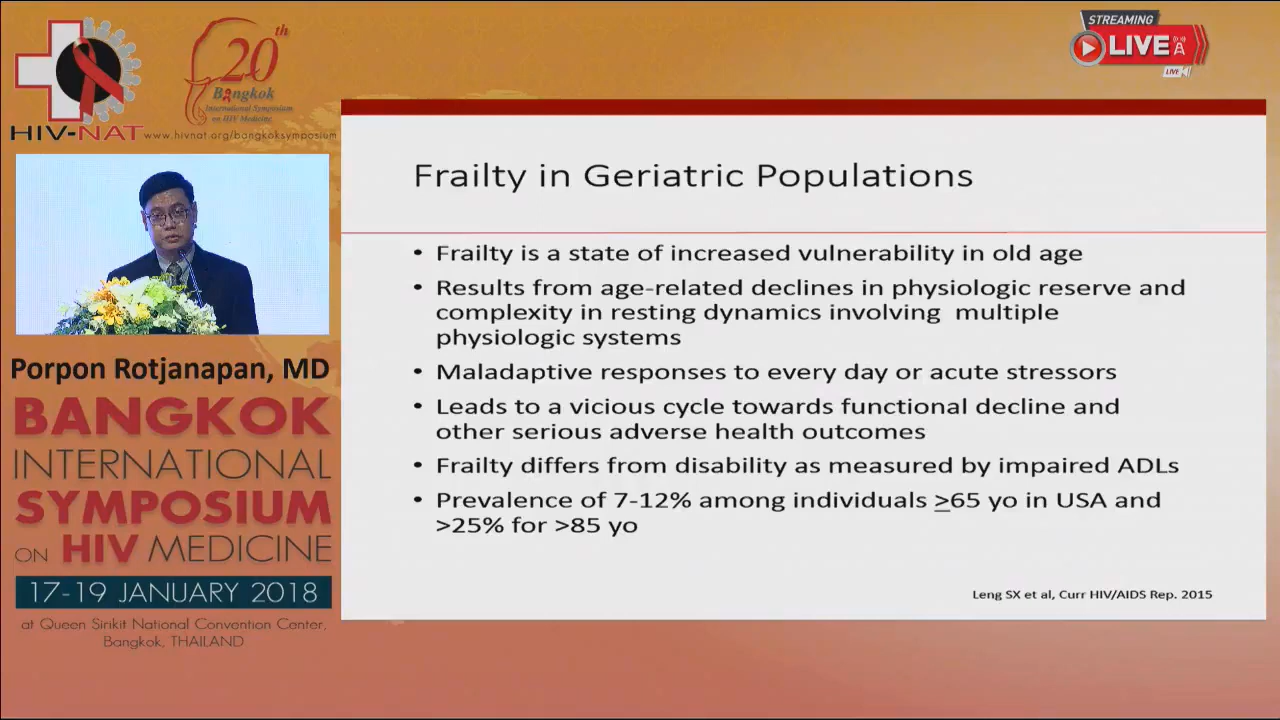 HIV-NAT
20th
Bangkok
International Symposium
on HIV Medicine
www.hivnat.org/bangkoksymposium
STREAMING
LIVE
LIVE
Porpon Rotjanapan, MD
BANGKOK
INTERNATIONAL
SYMPOSIUM
ON HIV MEDICINE
17-19 JANUARY 2018
at Queen Sirikit National Convention Center,
Bangkok, THAILAND
Frailty in Geriatric Populations
• Frailty is a state of increased vulnerability in old age
• Results from age-related declines in physiologic reserve and
complexity in resting dynamics involving multiple
physiologic systems
• Maladaptive responses to every day or acute stressors
• Leads to a vicious cycle towards functional decline and
other serious adverse health outcomes
• Frailty differs from disability as measured by impaired ADLs
• Prevalence of 7-12% among individuals ≥65 yo in USA and
>25% for >85 yo
Leng SX et al, Curr HIV/AIDS Rep. 2015